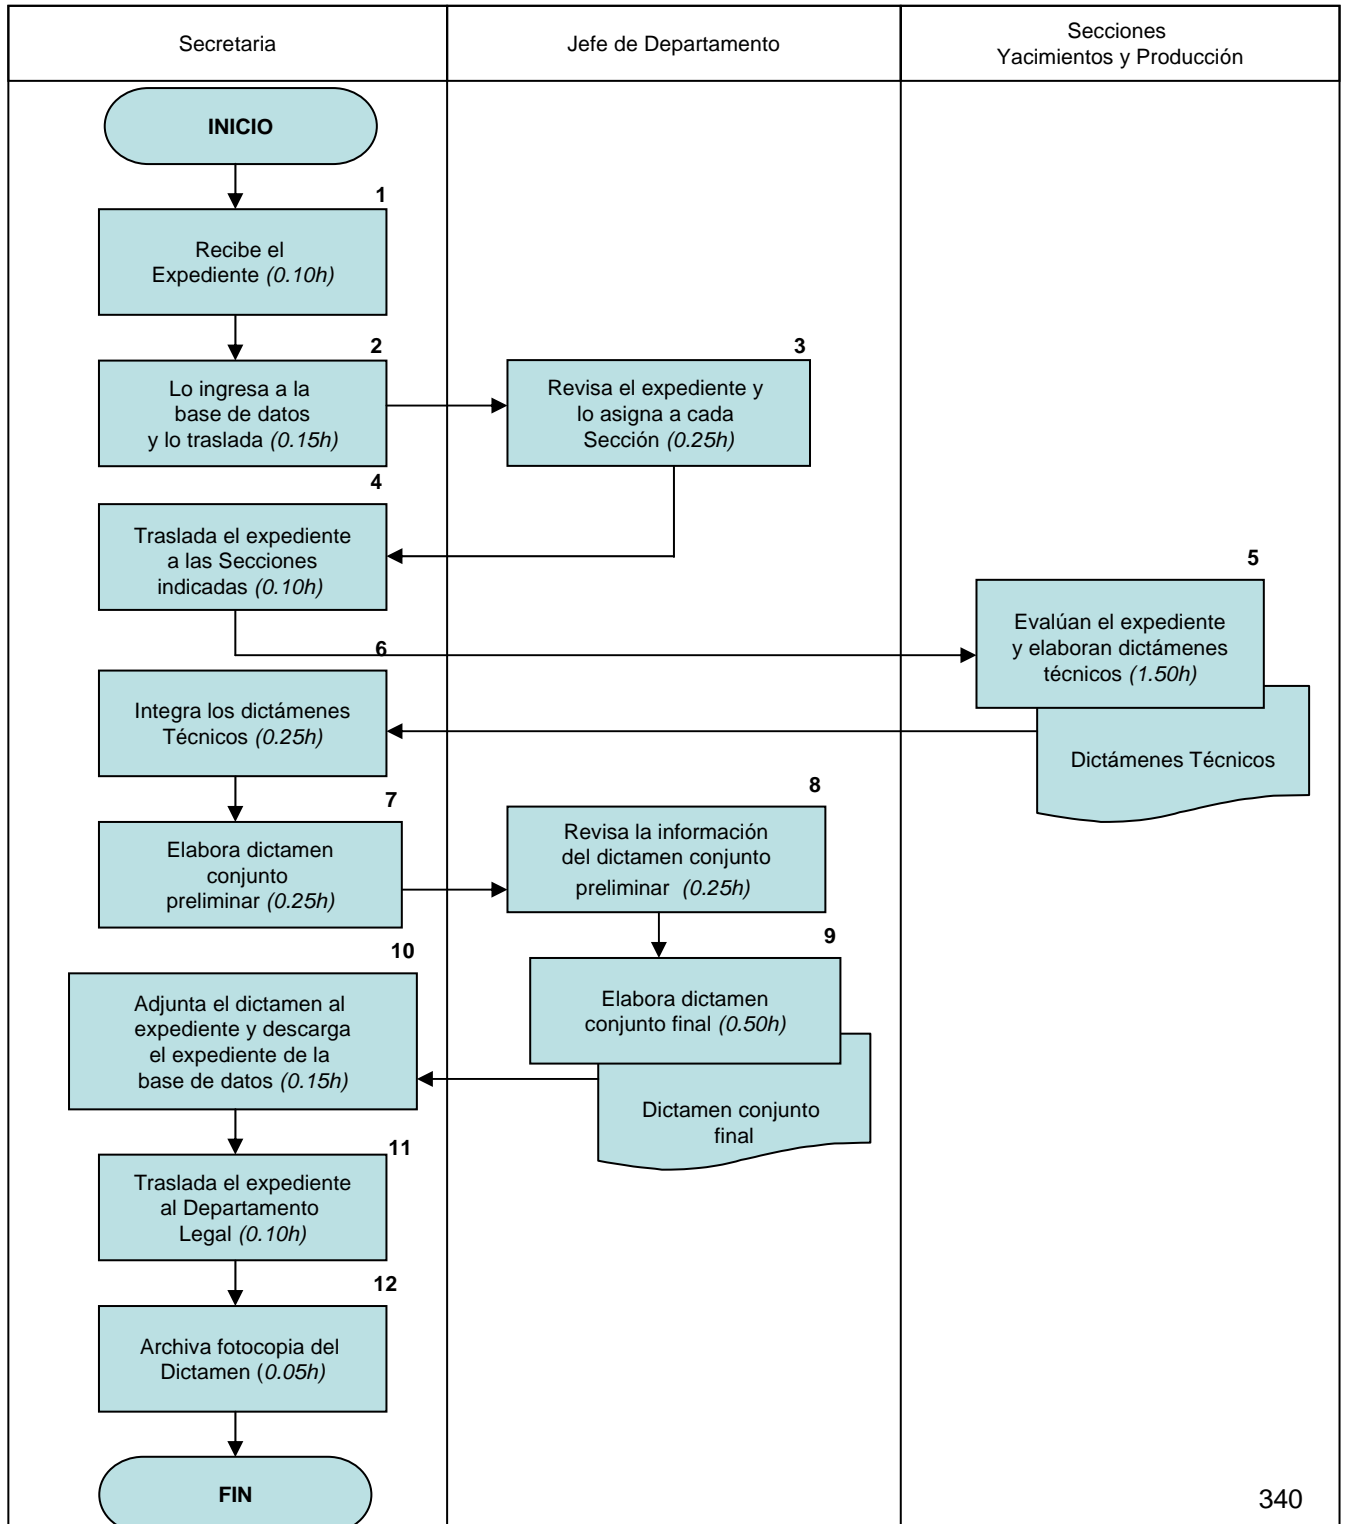 Secretaria
Jefe de Departamento
Secciones
Yacimientos y Producción
INICIO
1
Recibe el
Expediente (0.10h)
2
Lo ingresa a la
base de datos
y lo traslada (0.15h)
3
Revisa el expediente y
lo asigna a cada
Sección (0.25h)
4
Traslada el expediente
a las Secciones
indicadas (0.10h)
5
Evalúan el expediente
y elaboran dictámenes
técnicos (1.50h)
Dictámenes Técnicos
6
Integra los dictámenes
Técnicos (0.25h)
7
Elabora dictamen
conjunto
preliminar (0.25h)
8
Revisa la información
del dictamen conjunto
preliminar (0.25h)
9
Elabora dictamen
conjunto final (0.50h)
Dictamen conjunto
final
10
Adjunta el dictamen al
expediente y descarga
el expediente de la
base de datos (0.15h)
11
Traslada el expediente
al Departamento
Legal (0.10h)
12
Archiva fotocopia del
Dictamen (0.05h)
FIN
340